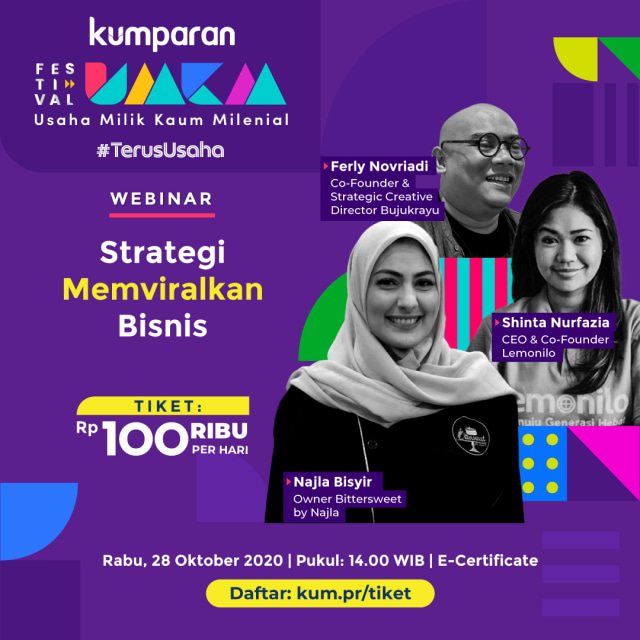 kumparan
FES
TI
VAL
UMKM
Usaha Milik Kaum Milenial
#TerusUsaha
WEBINAR
Strategi
Memviralkan
Bisnis
TIKET:
Rp 100 RIBU
PER HARI
Ferly Novriadi
Co-Founder &
Strategic Creative
Director Bujukrayu
Shinta Nurfazia
CEO & Co-Founder
Lemonilo
Najla Bisyir
Owner Bittersweet
by Najla
Rabu, 28 Oktober 2020 | Pukul: 14.00 WIB | E-Certificate
Daftar: kum.pr/tiket